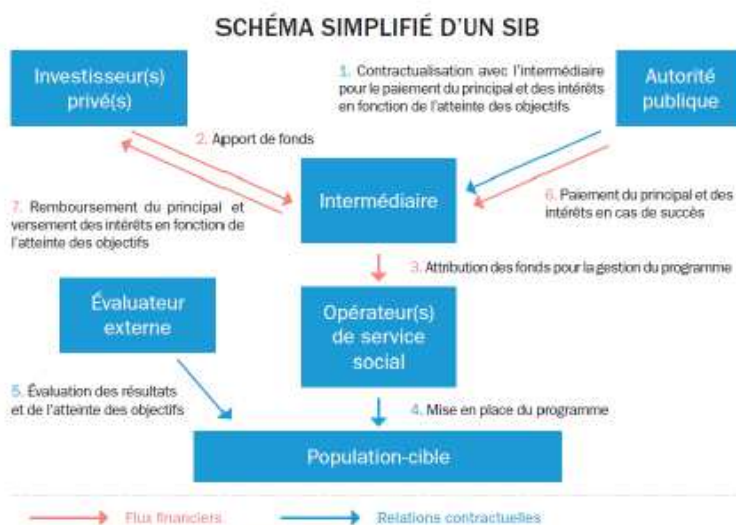 SCHÉMA SIMPLIFIÉ D'UN SIB
Investisseur(s)
privé(s)
1. Contractualisation avec l'intermédiaire
pour le paiement du principal et des intérêts
en fonction de l'atteinte des objectifs
Autorité
publique
2. Apport de fonds
Intermédiaire
6. Paiement du principal et des
intérêts en cas de succès
7. Remboursement du principal et
versement des intérêts en fonction de
l'atteinte des objectifs
3. Attribution des fonds pour la gestion du programme
Évaluateur
externe
Opérateur(s)
de service
social
5. Évaluation des résultats
et de l'atteinte des objectifs
4. Mise en place du programme
Population-cible
Flux financiers
Relations contractuelles